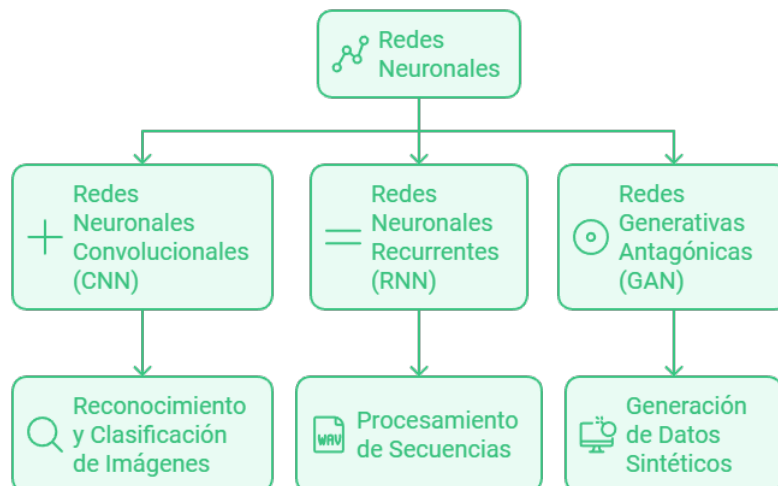 Redes
Neuronales
Redes
Neuronales
Convolucionales
(CNN)
Redes
Neuronales
Recurrentes
(RNN)
Redes
Generativas
Antagónicas
(GAN)
Reconocimiento
y Clasificación
de Imágenes
WAV
Procesamiento
de Secuencias
Generación
de Datos
Sintéticos